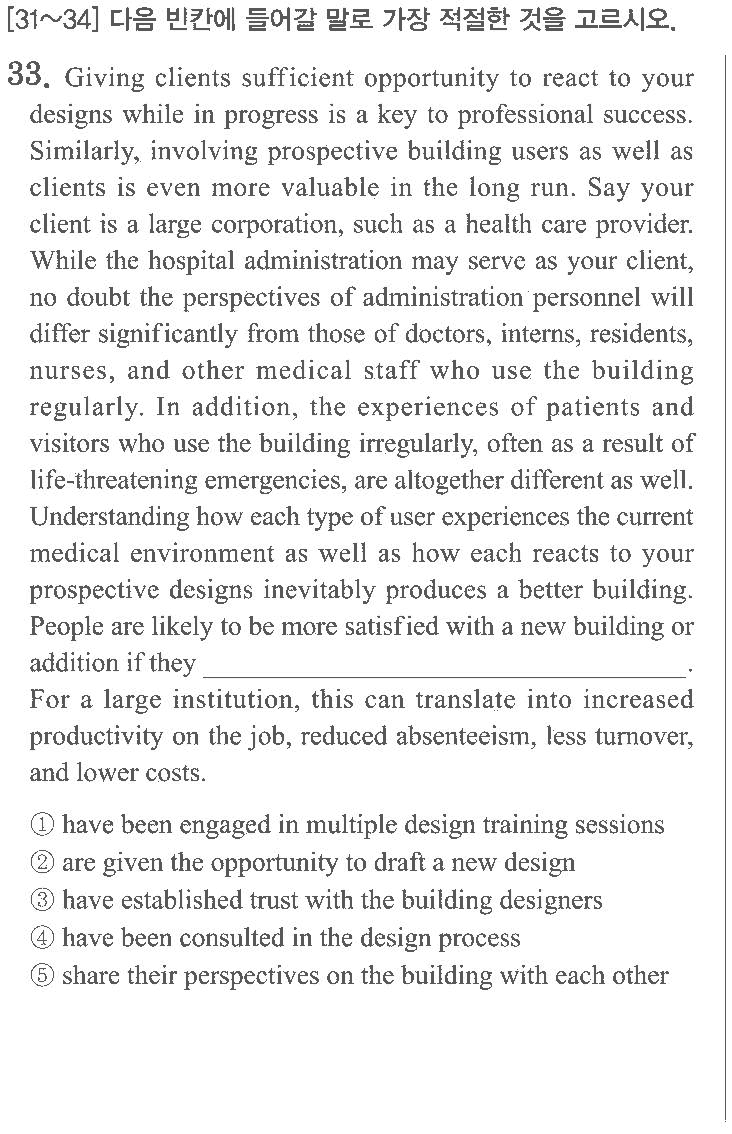 [31~34] 다음 빈칸에 들어갈 말로 가장 적절한 것을 고르시오.
33. Giving clients sufficient opportunity to react to your
designs while in progress is a key to professional success.
Similarly, involving prospective building users as well as
clients is even more valuable in the long run. Say your
client is a large corporation, such as a health care provider.
While the hospital administration may serve as your client,
no doubt the perspectives of administration personnel will
differ significantly from those of doctors, interns, residents,
nurses, and other medical staff who use the building
regularly. In addition, the experiences of patients and
visitors who use the building irregularly, often as a result of
life-threatening emergencies, are altogether different as well.
Understanding how each type of user experiences the current
medical environment as well as how each reacts to your
prospective designs inevitably produces a better building.
People are likely to be more satisfied with a new building or
addition if they ____________________.
For a large institution, this can translate into increased
productivity on the job, reduced absenteeism, less turnover,
and lower costs.
① have been engaged in multiple design training sessions
② are given the opportunity to draft a new design
③ have established trust with the building designers
④ have been consulted in the design process
⑤ share their perspectives on the building with each other